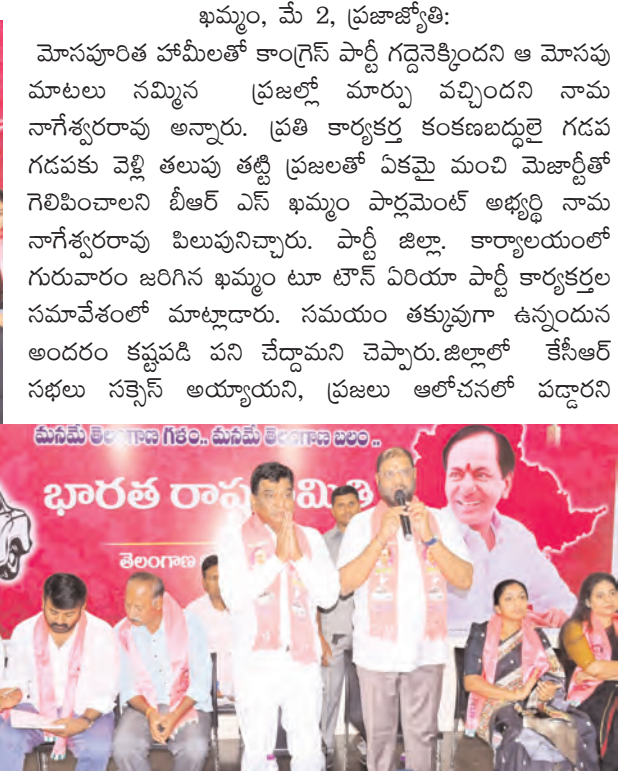 ఖమ్మం, మే 2, ప్రజాజ్యోతి:
మోసపూరిత హామీలతో కాంగ్రెస్ పార్టీ గద్దెనెక్కిందని ఆ మోసపు
మాటలు నమ్మిన ప్రజల్లో మార్పు వచ్చిందని నామ
నాగేశ్వరరావు అన్నారు. ప్రతి కార్యకర్త కంకణబద్ధులై గడప
గడపకు వెళ్లి తలుపు తట్టి ప్రజలతో ఏకమై మంచి మెజార్టీతో
గెలిపించాలని బీఆర్ ఎస్ ఖమ్మం పార్లమెంట్ అభ్యర్థి నామ
నాగేశ్వరరావు పిలుపునిచ్చారు. పార్టీ జిల్లా. కార్యాలయంలో
గురువారం జరిగిన ఖమ్మం టూ టౌన్ ఏరియా పార్టీ కార్యకర్తల
సమావేశంలో మాట్లాడారు. సమయం తక్కువుగా ఉన్నందున
అందరం కష్టపడి పని చేద్దామని చెప్పారు.జిల్లాలో కేసీఆర్
సభలు సక్సెస్ అయ్యాయని, ప్రజలు ఆలోచనలో పడ్డారని
మనమే తెలంగాణ గళం.. మనమే తెలంగాణ బలం ..
భారత
తెలంగాణ